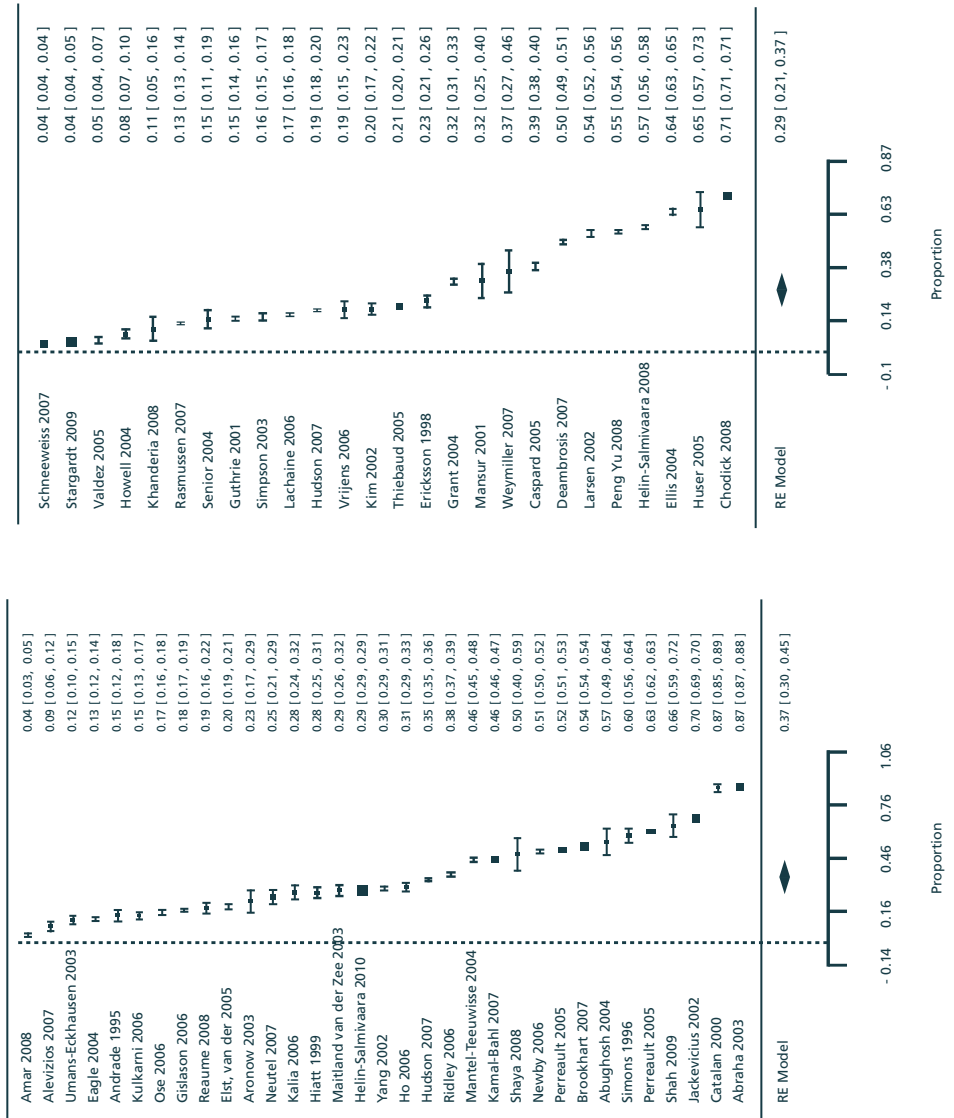 Amar 2008 0.04 [ 0.03 , 0.05 ]
Alevizios 2007 0.09 [ 0.06 , 0.12 ]
Umans-Eckhausen 2003 0.12 [ 0.10 , 0.15 ]
Eagle 2004 0.13 [ 0.12 , 0.14 ]
Andrade 1995 0.15 [ 0.12 , 0.18 ]
Kulkarni 2006 0.15 [ 0.13 , 0.17 ]
Ose 2006 0.17 [ 0.16 , 0.18 ]
Gislason 2006 0.18 [ 0.17 , 0.19 ]
Reaume 2008 0.19 [ 0.16 , 0.22 ]
Elst, van der 2005 0.20 [ 0.19 , 0.21 ]
Aronow 2003 0.23 [ 0.17 , 0.29 ]
Neutel 2007 0.25 [ 0.21 , 0.29 ]
Kalia 2006 0.28 [ 0.24 , 0.32 ]
Hiatt 1999 0.28 [ 0.25 , 0.31 ]
Maitland van der Zee 2003 0.29 [ 0.26 , 0.32 ]
Helin-Salmivaara 2010 0.29 [ 0.29 , 0.29 ]
Yang 2002 0.30 [ 0.29 , 0.31 ]
Ho 2006 0.31 [ 0.29 , 0.33 ]
Hudson 2007 0.35 [ 0.35 , 0.36 ]
Ridley 2006 0.38 [ 0.37 , 0.39 ]
Mantel-Teeuwisse 2004 0.46 [ 0.45 , 0.48 ]
Kamal-Bahl 2007 0.46 [ 0.46 , 0.47 ]
Shaya 2008 0.50 [ 0.40 , 0.59 ]
Newby 2006 0.51 [ 0.50 , 0.52 ]
Perreault 2005 0.52 [ 0.51 , 0.53 ]
Brookhart 2007 0.54 [ 0.54 , 0.54 ]
Abughosh 2004 0.57 [ 0.49 , 0.64 ]
Simons 1996 0.60 [ 0.56 , 0.64 ]
Perreault 2005 0.63 [ 0.62 , 0.63 ]
Shah 2009 0.66 [ 0.59 , 0.72 ]
Jackevicius 2002 0.70 [ 0.69 , 0.70 ]
Catalan 2000 0.87 [ 0.85 , 0.89 ]
Abraha 2003 0.87 [ 0.87 , 0.88 ]
RE Model 0.37 [ 0.30 , 0.45 ]
- 0.14 0.16 0.46 0.76 1.06
Proportion
Schneeweiss 2007 0.04 [ 0.04 , 0.04 ]
Stargardt 2009 0.04 [ 0.04 , 0.05 ]
Valdez 2005 0.05 [ 0.04 , 0.07 ]
Howell 2004 0.08 [ 0.07 , 0.10 ]
Khanderia 2008 0.11 [ 0.05 , 0.16 ]
Rasmussen 2007 0.13 [ 0.13 , 0.14 ]
Senior 2004 0.15 [ 0.11 , 0.19 ]
Guthrie 2001 0.15 [ 0.14 , 0.16 ]
Simpson 2003 0.16 [ 0.15 , 0.17 ]
Lachaine 2006 0.17 [ 0.16 , 0.18 ]
Hudson 2007 0.19 [ 0.18 , 0.20 ]
Vrijens 2006 0.19 [ 0.15 , 0.23 ]
Kim 2002 0.20 [ 0.17 , 0.22 ]
Thiebaud 2005 0.21 [ 0.20 , 0.21 ]
Ericksson 1998 0.23 [ 0.21 , 0.26 ]
Grant 2004 0.32 [ 0.31 , 0.33 ]
Mansur 2001 0.32 [ 0.25 , 0.40 ]
Weymiller 2007 0.37 [ 0.27 , 0.46 ]
Caspard 2005 0.39 [ 0.38 , 0.40 ]
Deambrosis 2007 0.50 [ 0.49 , 0.51 ]
Larsen 2002 0.54 [ 0.52 , 0.56 ]
Peng Yu 2008 0.55 [ 0.54 , 0.56 ]
Helin-Salmivaara 2008 0.57 [ 0.56 , 0.58 ]
Ellis 2004 0.64 [ 0.63 , 0.65 ]
Huser 2005 0.65 [ 0.57 , 0.73 ]
Chodick 2008 0.71 [ 0.71 , 0.71 ]
RE Model 0.29 [ 0.21, 0.37 ]
- 0.1 0.14 0.38 0.63 0.87
Proportion